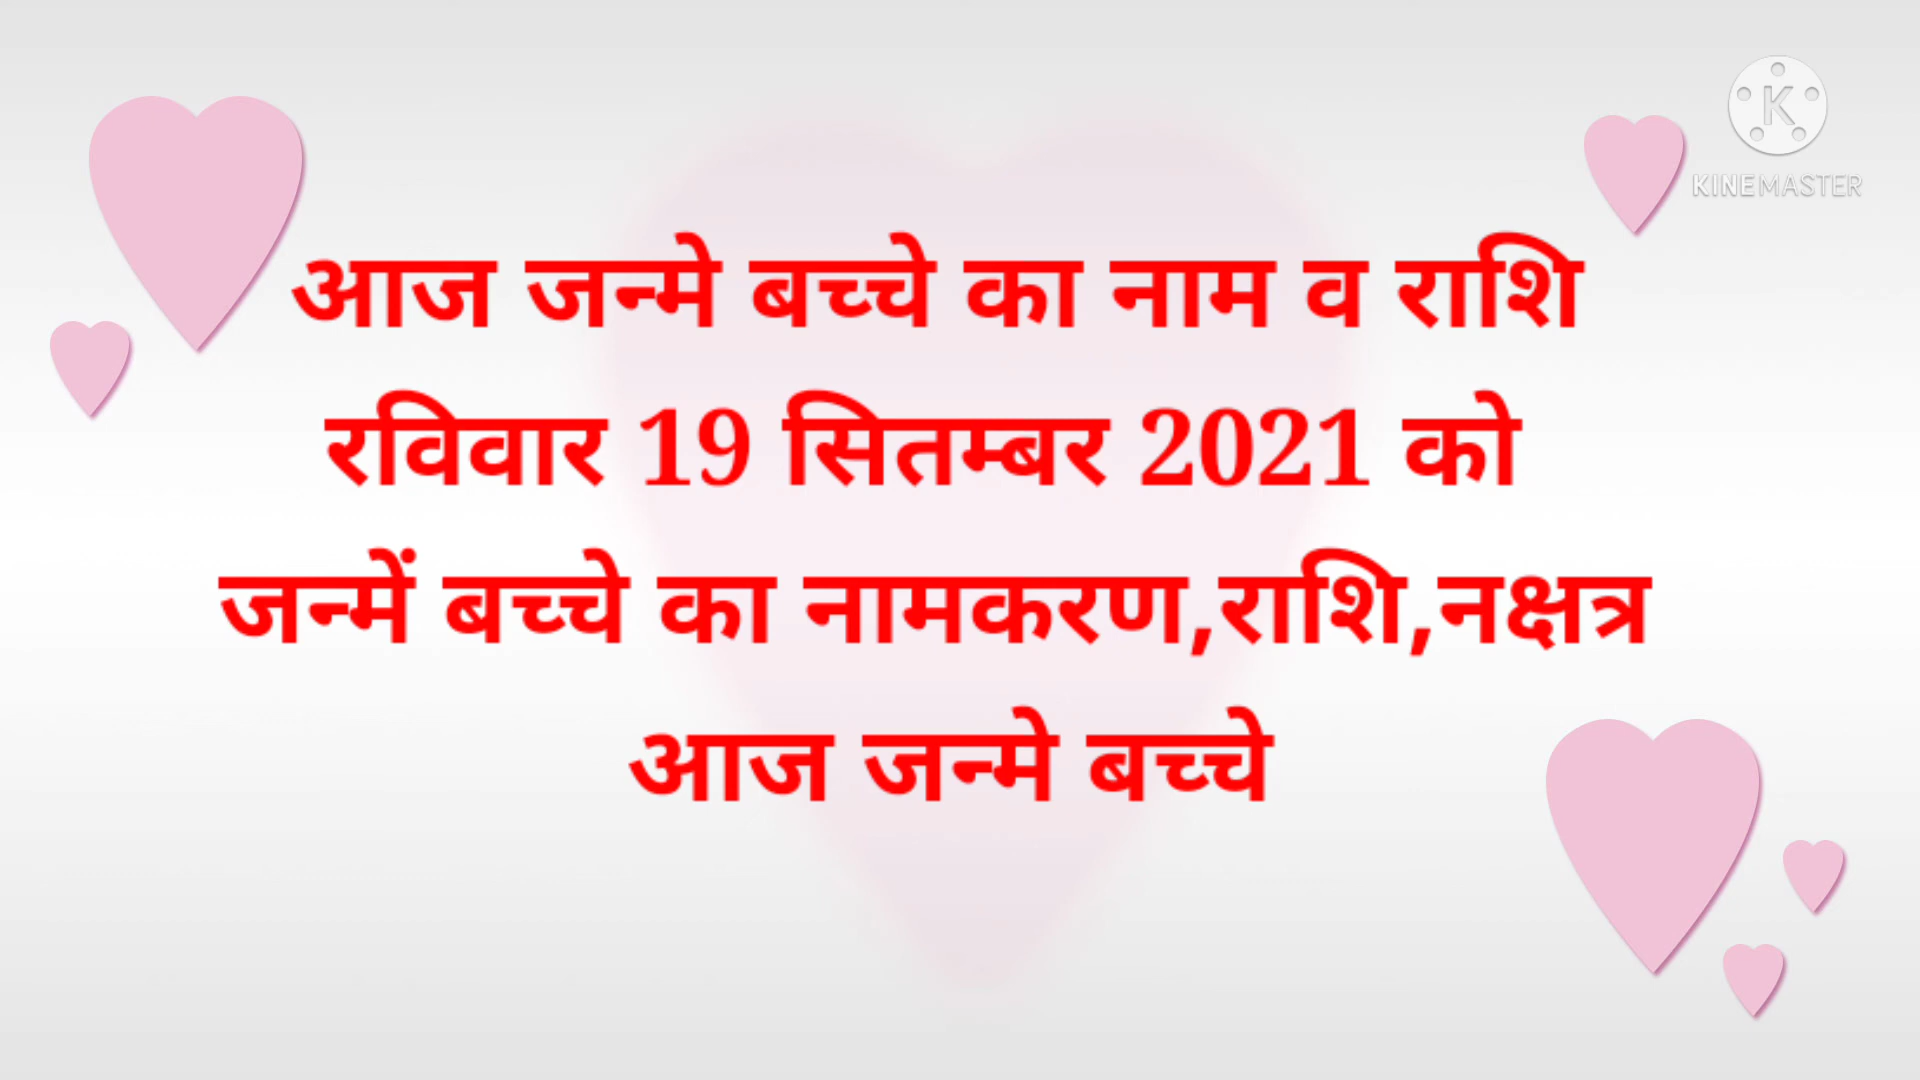 KINEMASTER
आज जन्मे बच्चे का नाम व राशि
रविवार 19 सितम्बर 2021 को
जन्में बच्चे का नामकरण,राशि,नक्षत्र
आज जन्मे बच्चे